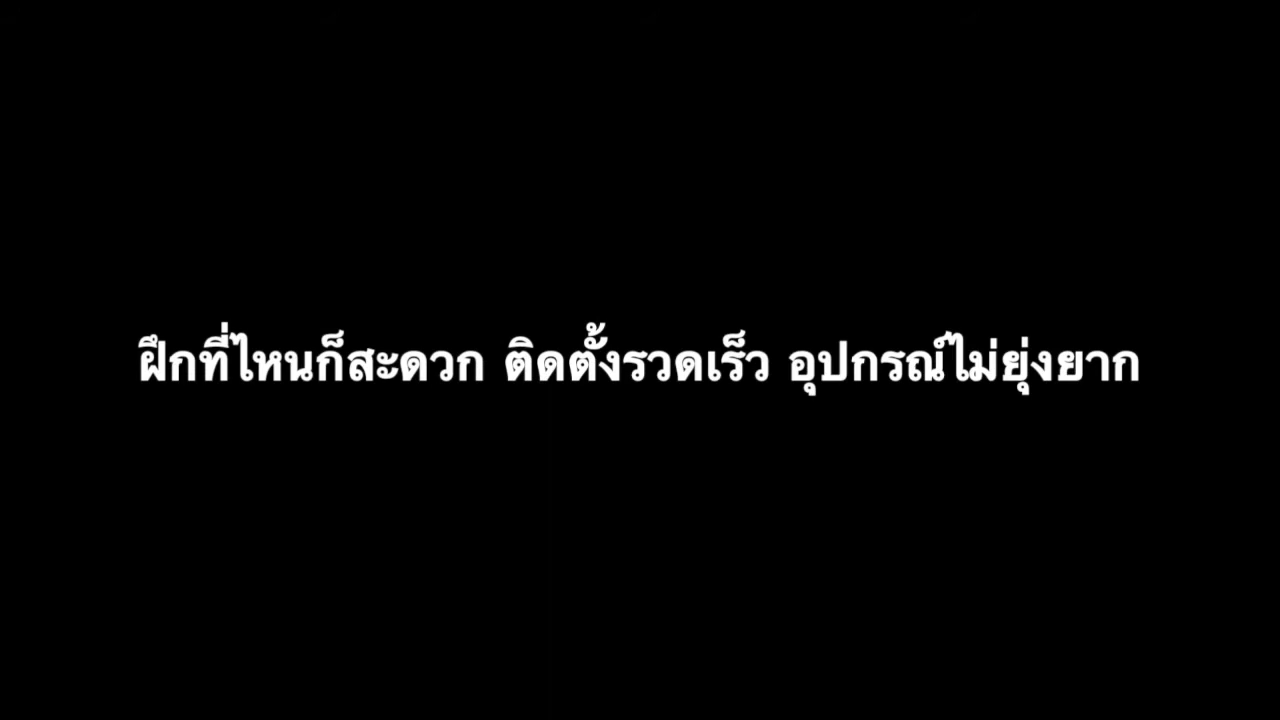 ฝึกที่ไหนก็สะดวก ติดตั้งรวดเร็ว อุปกรณ์ไม่ยุ่งยาก